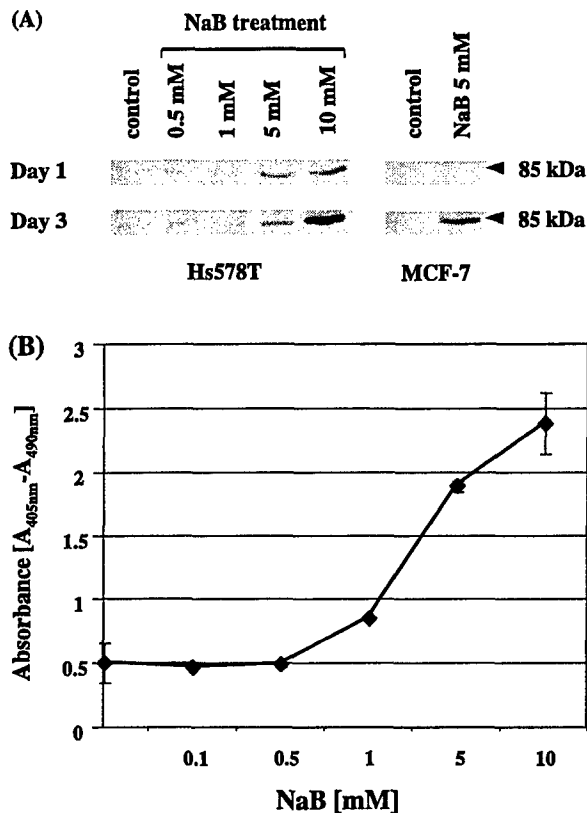 (A)
NaB treatment
control
0.5 mM
1 mM
5 mM
10 mM
control
NaB 5 mM
Day 1
85 kDa
Day 3
85 kDa
Hs578T
MCF-7
(B)
3
2.5
2
1.5
1
0.5
0
Absorbance [A405nm-A490nm]
0.1
0.5
1
5
10
NaB [mM]